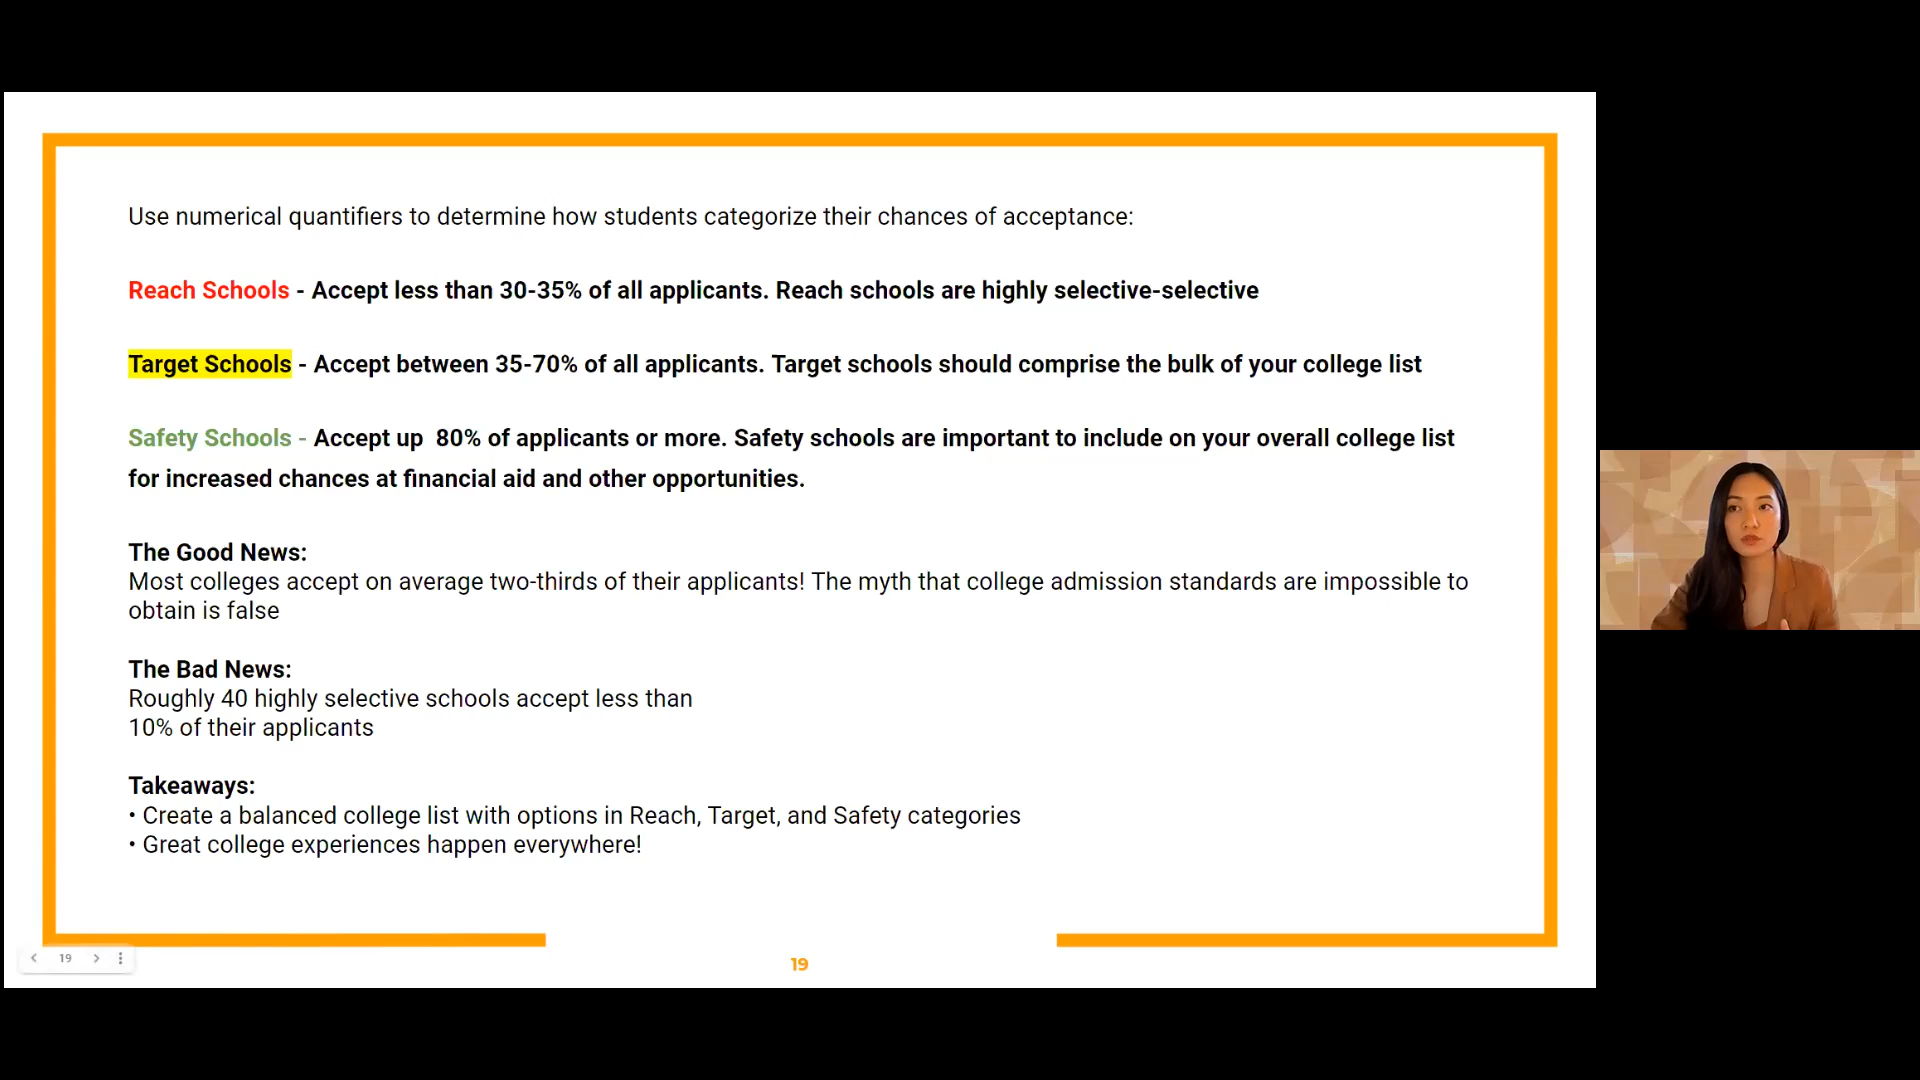 Use numerical quantifiers to determine how students categorize their chances of acceptance:
Reach Schools - Accept less than 30-35% of all applicants. Reach schools are highly selective-selective
Target Schools - Accept between 35-70% of all applicants. Target schools should comprise the bulk of your college list
Safety Schools - Accept up  80% of applicants or more. Safety schools are important to include on your overall college list
for increased chances at financial aid and other opportunities.
The Good News:
Most colleges accept on average two-thirds of their applicants! The myth that college admission standards are impossible to
obtain is false
The Bad News:
Roughly 40 highly selective schools accept less than
10% of their applicants
Takeaways:
• Create a balanced college list with options in Reach, Target, and Safety categories
• Great college experiences happen everywhere!
19
19